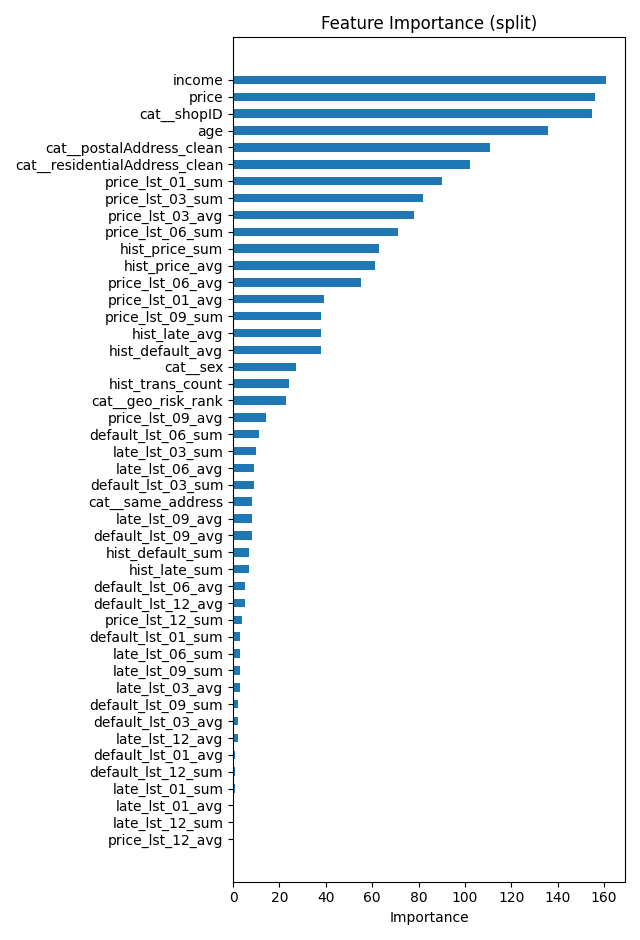 Feature Importance (split)
income
price
cat__shopID
age
cat__postalAddress_clean
cat__residentialAddress_clean
price_lst_01_sum
price_lst_03_sum
price_lst_03_avg
price_lst_06_sum
hist_price_sum
hist_price_avg
price_lst_06_avg
price_lst_01_avg
price_lst_09_sum
hist_late_avg
hist_default_avg
cat__sex
hist_trans_count
cat__geo_risk_rank
price_lst_09_avg
default_lst_06_sum
late_lst_03_sum
late_lst_06_avg
default_lst_03_sum
cat__same_address
late_lst_09_avg
default_lst_09_avg
hist_default_sum
hist_late_sum
default_lst_06_avg
default_lst_12_avg
price_lst_12_sum
default_lst_01_sum
late_lst_06_sum
late_lst_09_sum
late_lst_03_avg
default_lst_09_sum
default_lst_03_avg
late_lst_12_avg
default_lst_01_avg
default_lst_12_sum
late_lst_01_sum
late_lst_01_avg
late_lst_12_sum
price_lst_12_avg
0 20 40 60 80 100 120 140 160
Importance